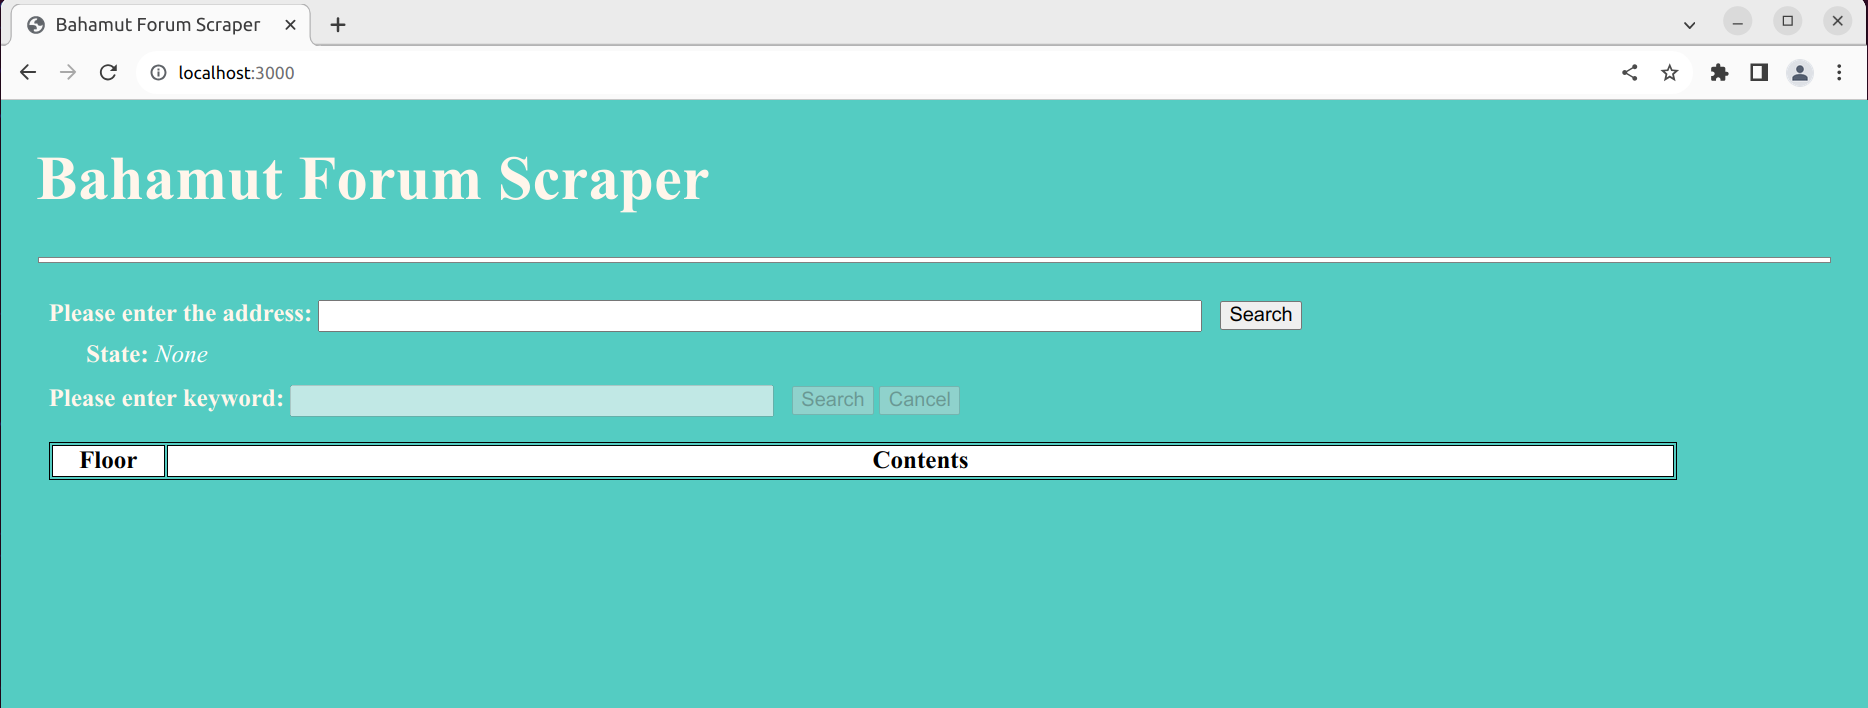 Bahamut Forum Scraper
localhost:3000
Bahamut Forum Scraper
Please enter the address: Search
State: None
Please enter keyword: Search Cancel
Floor Contents